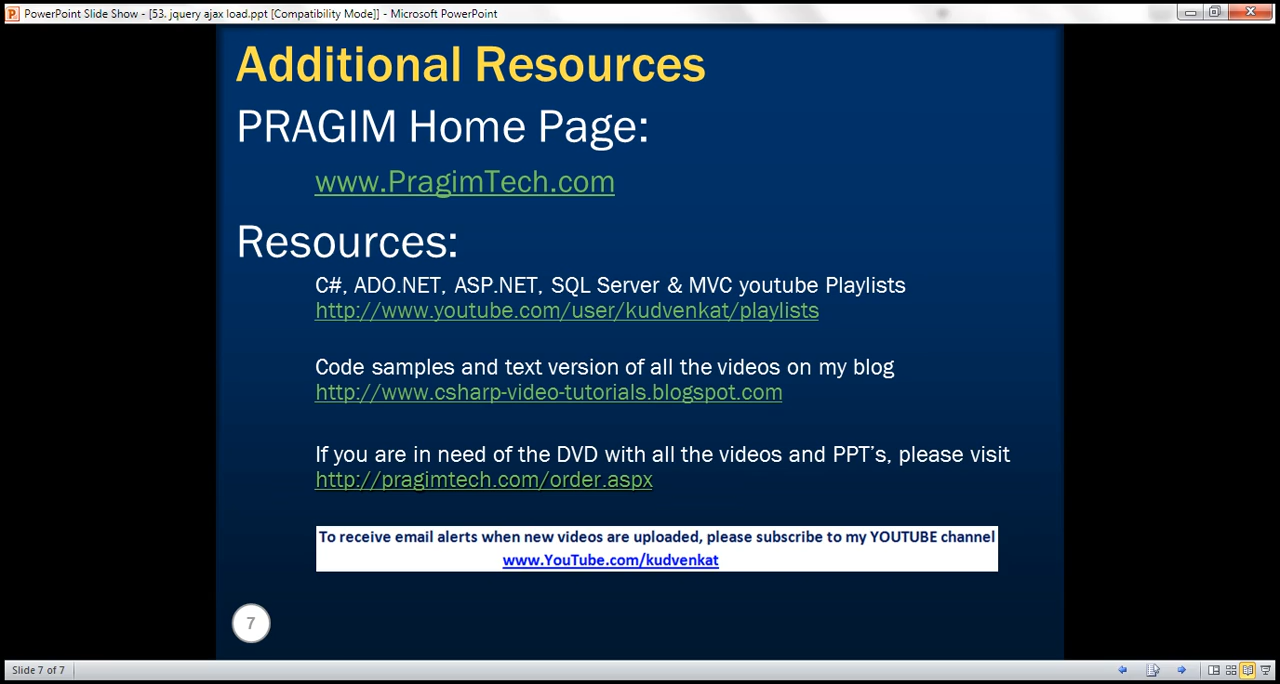 PowerPoint Slide Show - [53. jquery ajax load.ppt [Compatibility Mode]] - Microsoft PowerPoint
Additional Resources
PRAGIM Home Page:
www.PragimTech.com
Resources:
C#, ADO.NET, ASP.NET, SQL Server & MVC youtube Playlists
http://www.youtube.com/user/kudvenkat/playlists
Code samples and text version of all the videos on my blog
http://www.csharp-video-tutorials.blogspot.com
If you are in need of the DVD with all the videos and PPT’s, please visit
http://pragimtech.com/order.aspx
To receive email alerts when new videos are uploaded, please subscribe to my YOUTUBE channel
www.YouTube.com/kudvenkat
7
Slide 7 of 7